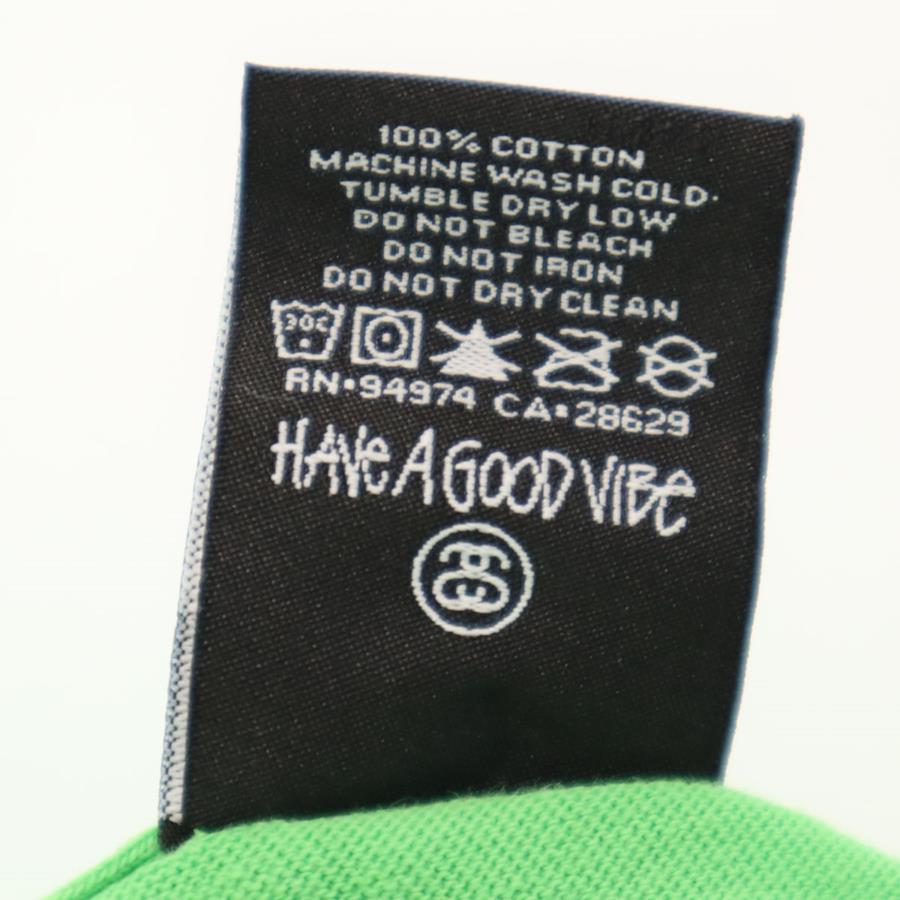 100% COTTON
MACHINE WASH COLD.
TUMBLE DRY LOW
DO NOT BLEACH
DO NOT IRON
DO NOT DRY CLEAN
30C
RN•94974 CA•28629
HAVe A GOOD VIBe